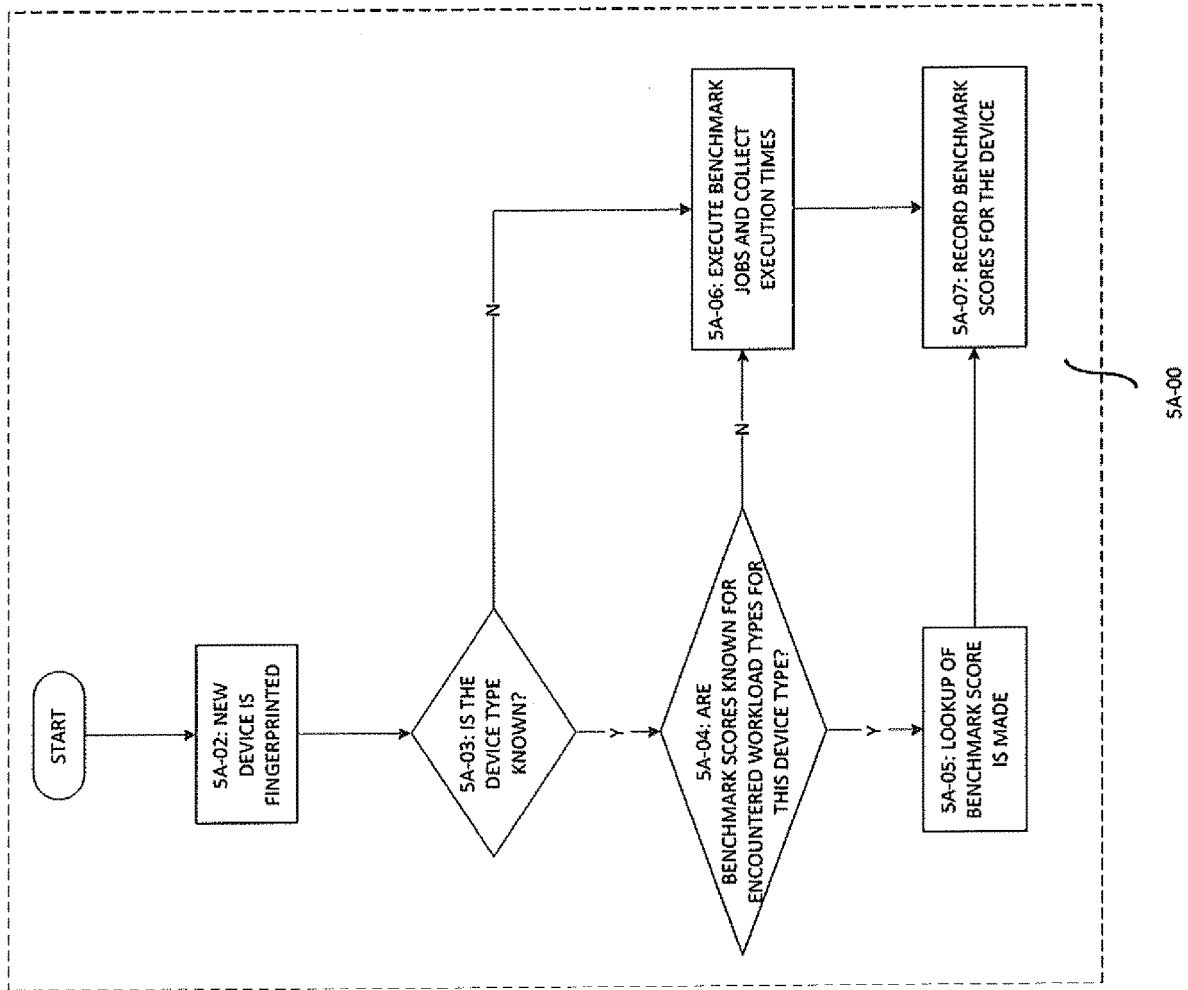 START
5A-02: NEW
DEVICE IS
FINGERPRINTED
5A-03: IS THE
DEVICE TYPE
KNOWN?
N
Y
5A-04: ARE
BENCHMARK SCORES KNOWN FOR
ENCOUNTERED WORKLOAD TYPES FOR
THIS DEVICE TYPE?
N
Y
5A-05: LOOKUP OF
BENCHMARK SCORE
IS MADE
5A-06: EXECUTE BENCHMARK
JOBS AND COLLECT
EXECUTION TIMES
5A-07: RECORD BENCHMARK
SCORES FOR THE DEVICE
5A-00